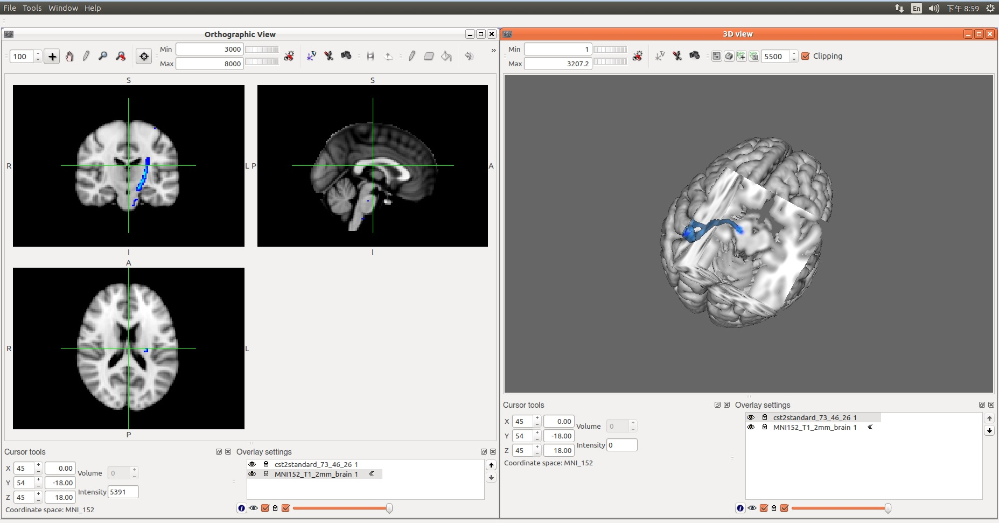 File Tools Window Help
En 下午 8:59
Orthographic View
100
Min 3000
Max 8000
S
S
R
L
P
A
I
I
A
R
L
P
Cursor tools
X 45 0.00
Y 54 -18.00
Z 45 18.00
Volume 0
Intensity 5391
Coordinate space: MNI_152
Overlay settings
cst2standard_73_46_26 1
MNI152_T1_2mm_brain 1
3D view
Min 1
Max 3207.2
5500
Clipping
Cursor tools
X 45 0.00
Y 54 -18.00
Z 45 18.00
Volume 0
Intensity 0
Coordinate space: MNI_152
Overlay settings
cst2standard_73_46_26 1
MNI152_T1_2mm_brain 1